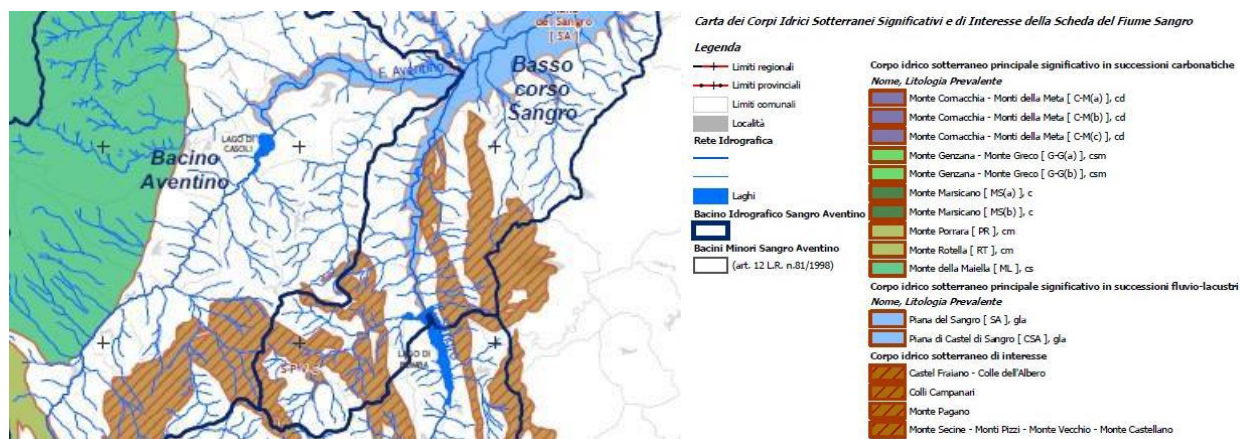 del Sangro
[ SA ]
F. Aventino
Basso
corso
Sangro
LAGO DI
CASOLI
Bacino
Aventino
LAGO DI
BOMBA
Carta dei Corpi Idrici Sotterranei Significativi e di Interesse della Scheda del Fiume Sangro
Legenda
Limiti regionali
Limiti provinciali
Limiti comunali
Località
Rete Idrografica
Laghi
Bacino Idrografico Sangro Aventino
Bacini Minori Sangro Aventino
(art. 12 L.R. n.81/1998)
Corpo idrico sotterraneo principale significativo in successioni carbonatiche
Nome, Litologia Prevalente
Monte Cornacchia - Monti della Meta [ C-M(a) ], cd
Monte Cornacchia - Monti della Meta [ C-M(b) ], cd
Monte Cornacchia - Monti della Meta [ C-M(c) ], cd
Monte Genzana - Monte Greco [ G-G(a) ], csm
Monte Genzana - Monte Greco [ G-G(b) ], csm
Monte Marsicano [ MS(a) ], c
Monte Marsicano [ MS(b) ], c
Monte Porrara [ PR ], cm
Monte Rotella [ RT ], cm
Monte della Maiella [ ML ], cs
Corpo idrico sotterraneo principale significativo in successioni fluvio-lacustri
Nome, Litologia Prevalente
Piana del Sangro [ SA ], gla
Piana di Castel di Sangro [ CSA ], gla
Corpo idrico sotterraneo di interesse
Castel Fraiano - Colle dell'Albero
Colli Campanari
Monte Pagano
Monte Secine - Monti Pizzi - Monte Vecchio - Monte Castellano